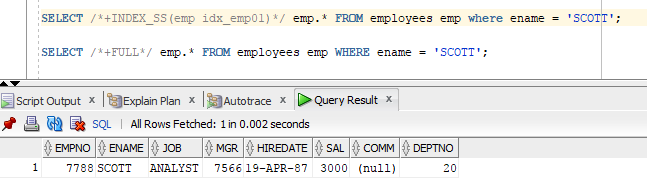 SELECT /*+INDEX_SS(emp idx_emp01)*/ emp.* FROM employees emp where ename = 'SCOTT';
SELECT /*+FULL*/ emp.* FROM employees emp WHERE ename = 'SCOTT';
Script Output x Explain Plan x Autotrace x Query Result x
SQL | All Rows Fetched: 1 in 0.002 seconds
EMPNO ENAME JOB MGR HIREDATE SAL COMM DEPTNO
1 7788 SCOTT ANALYST 7566 19-APR-87 3000 (null) 20